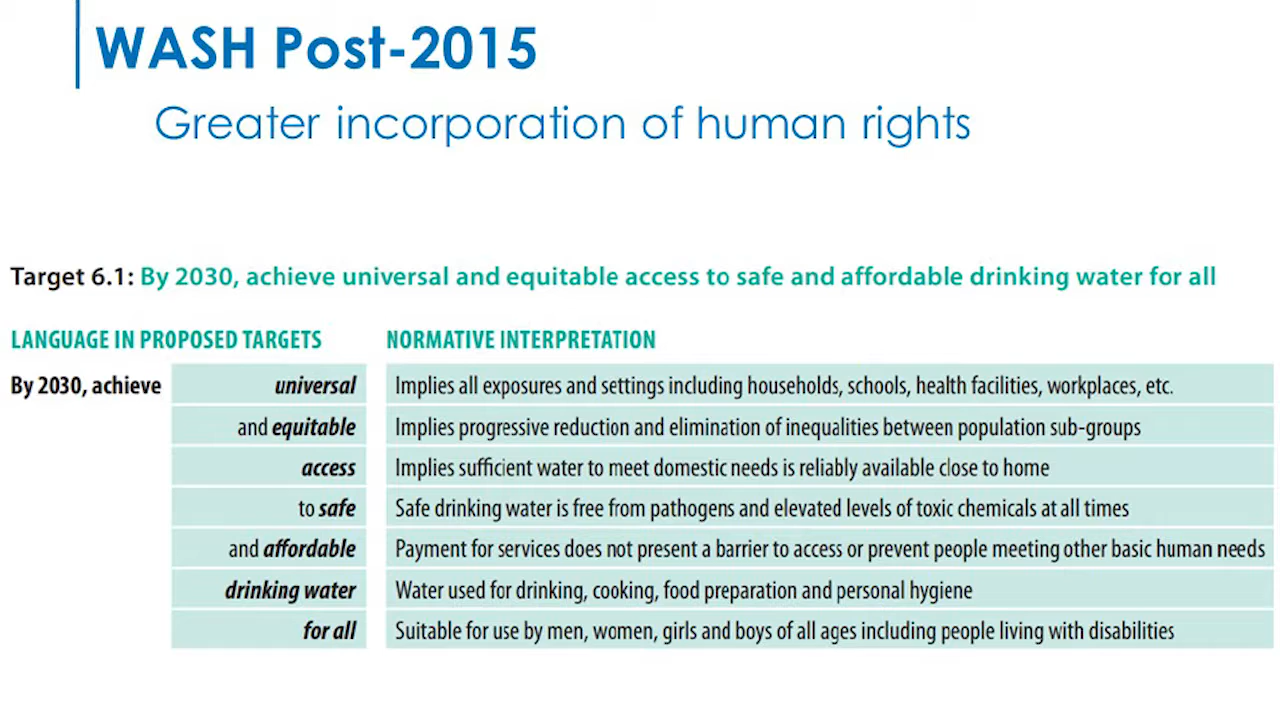 WASH Post-2015
Greater incorporation of human rights
Target 6.1: By 2030, achieve universal and equitable access to safe and affordable drinking water for all
LANGUAGE IN PROPOSED TARGETS NORMATIVE INTERPRETATION
By 2030, achieve universal Implies all exposures and settings including households, schools, health facilities, workplaces, etc.
and equitable Implies progressive reduction and elimination of inequalities between population sub-groups
access Implies sufficient water to meet domestic needs is reliably available close to home
to safe Safe drinking water is free from pathogens and elevated levels of toxic chemicals at all times
and affordable Payment for services does not present a barrier to access or prevent people meeting other basic human needs
drinking water Water used for drinking, cooking, food preparation and personal hygiene
for all Suitable for use by men, women, girls and boys of all ages including people living with disabilities